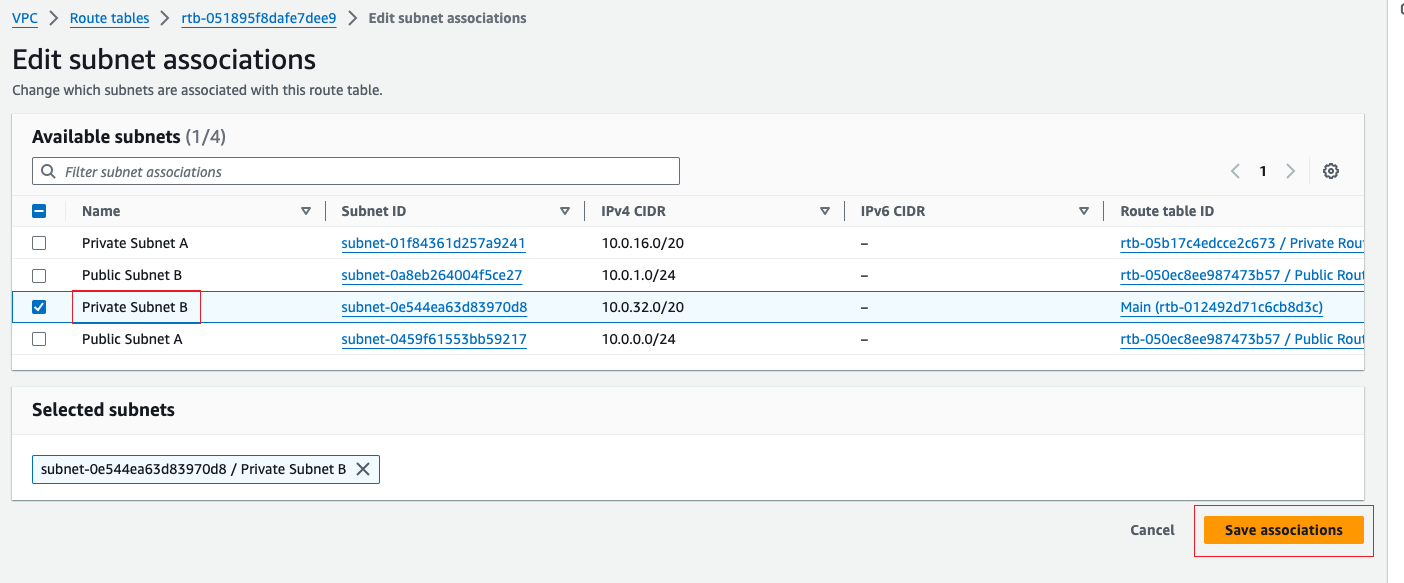 VPC > Route tables > rtb-051895f8dafe7dee9 > Edit subnet associations
Edit subnet associations
Change which subnets are associated with this route table.
Available subnets (1/4)
Filter subnet associations
1
Name Subnet ID IPv4 CIDR IPv6 CIDR Route table ID
Private Subnet A subnet-01f84361d257a9241 10.0.16.0/20 – rtb-05b17c4edcce2c673 / Private Rou
Public Subnet B subnet-0a8eb264004f5ce27 10.0.1.0/24 – rtb-050ec8ee987473b57 / Public Rout
Private Subnet B subnet-0e544ea63d83970d8 10.0.32.0/20 – Main (rtb-012492d71c6cb8d3c)
Public Subnet A subnet-0459f61553bb59217 10.0.0.0/24 – rtb-050ec8ee987473b57 / Public Rout
Selected subnets
subnet-0e544ea63d83970d8 / Private Subnet B
Cancel Save associations